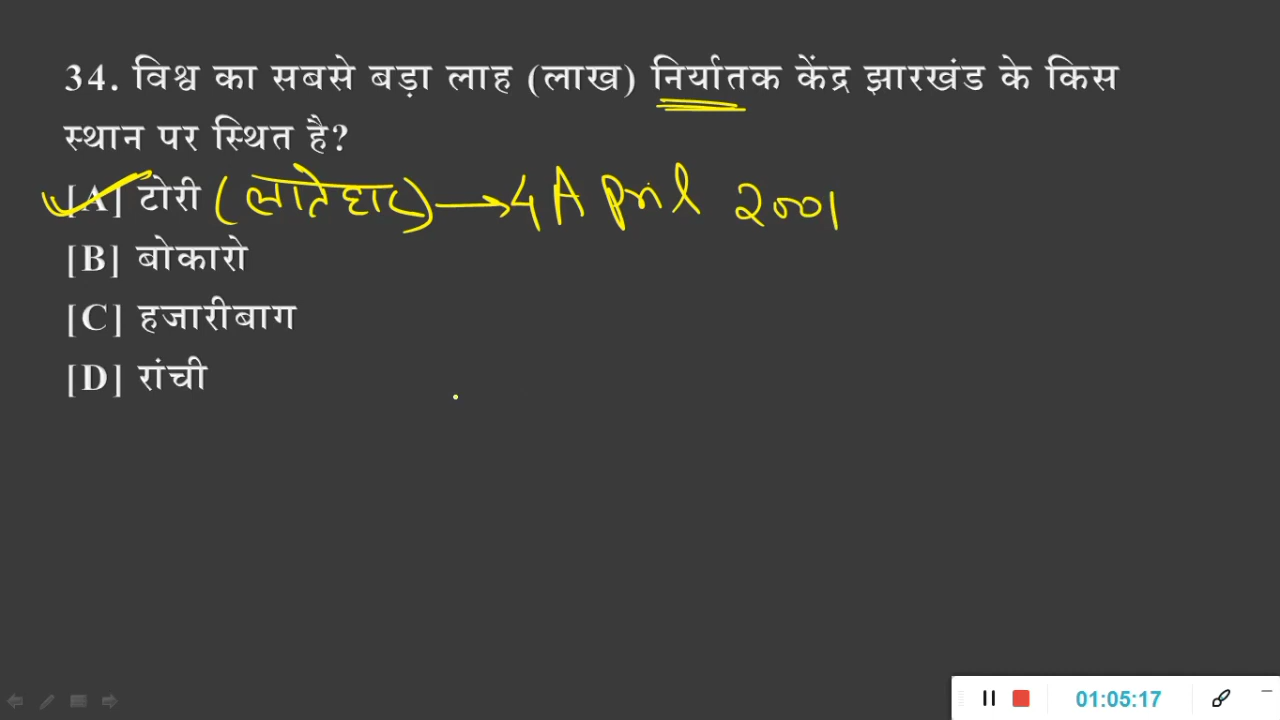 34. विश्व का सबसे बड़ा लाह (लाख) निर्यातक केंद्र झारखंड के किस
स्थान पर स्थित है?
[A] टोरी (लातेहार) → 4 April 2001
[B] बोकारो
[C] हजारीबाग
[D] रांची
01:05:17